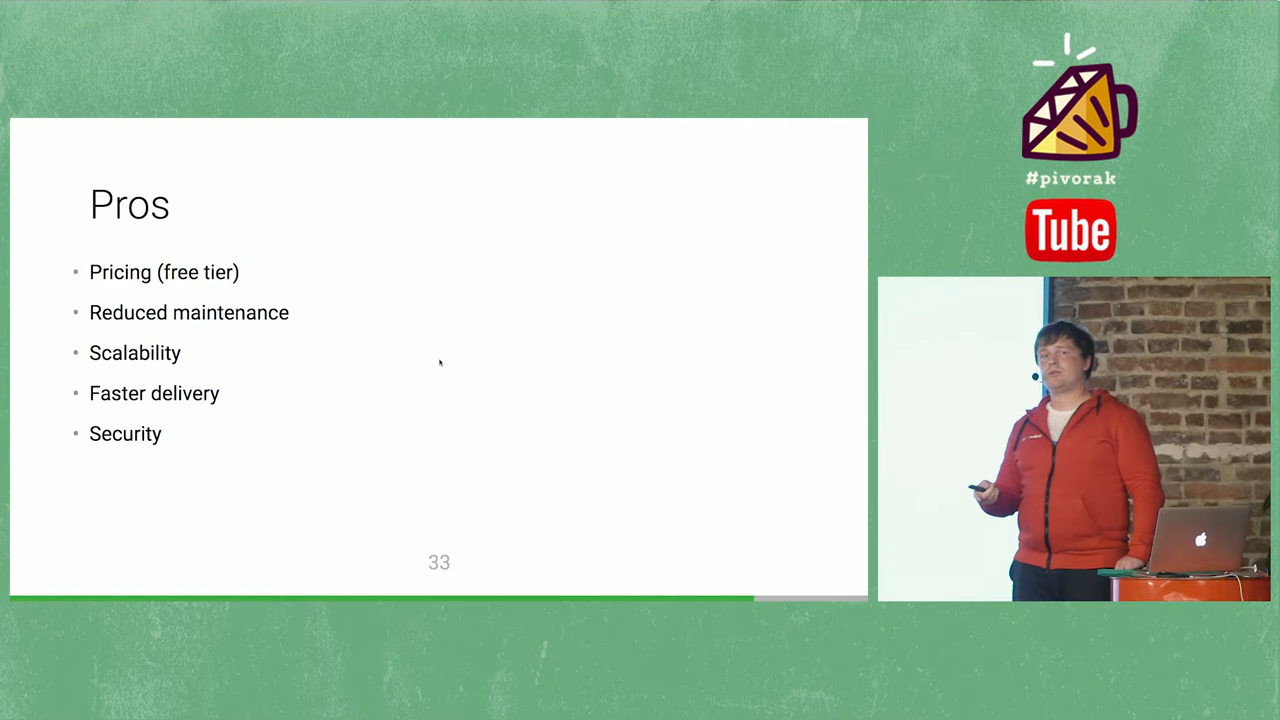 Pros
• Pricing (free tier)
• Reduced maintenance
• Scalability
• Faster delivery
• Security
33
#pivorak
Tube